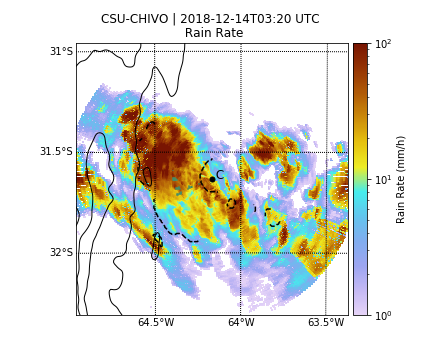 CSU-CHIVO | 2018-12-14T03:20 UTC
Rain Rate
31°S
31.5°S
32°S
64.5°W
64°W
63.5°W
C
10²
10¹
10⁰
Rain Rate (mm/h)